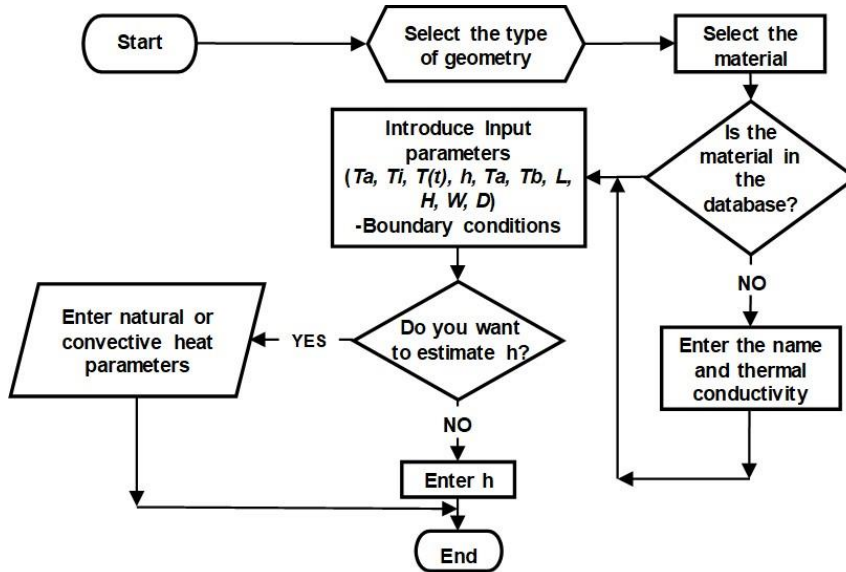 Start
Select the type
of geometry
Select the
material
Is the
material in
the
database?
Introduce Input
parameters
(Ta, Ti, T(t), h, Ta, Tb, L,
H, W, D)
-Boundary conditions
NO
Enter the name
and thermal
conductivity
Do you want
to estimate h?
YES
Enter natural or
convective heat
parameters
NO
Enter h
End